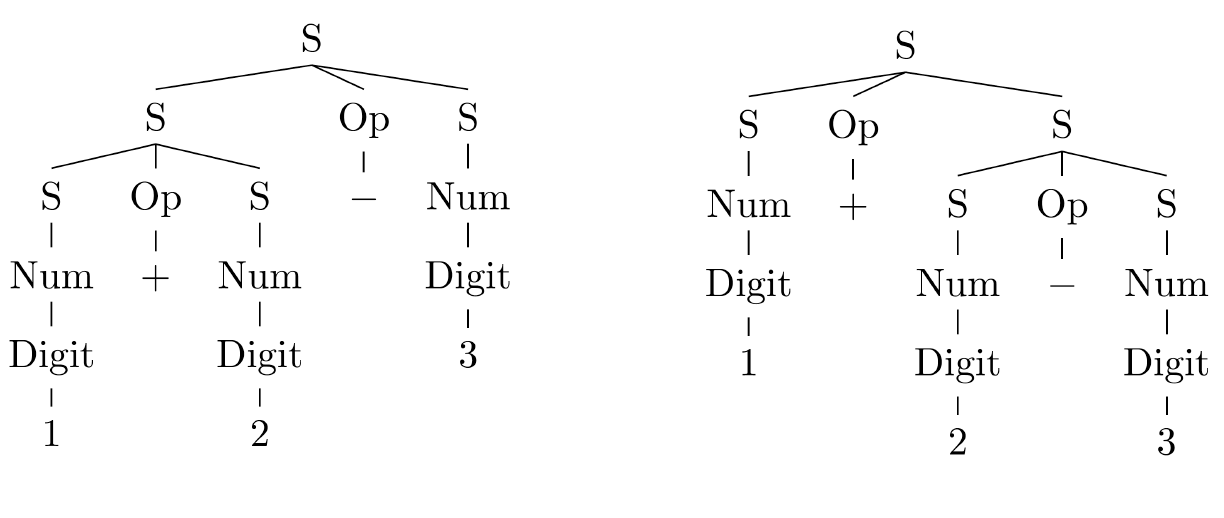 S
S Op S
S Op S − Num
Num + Num Digit
Digit Digit 3
1 2
S
S Op S
Num + S Op S
Digit Num − Num
1 Digit Digit
2 3